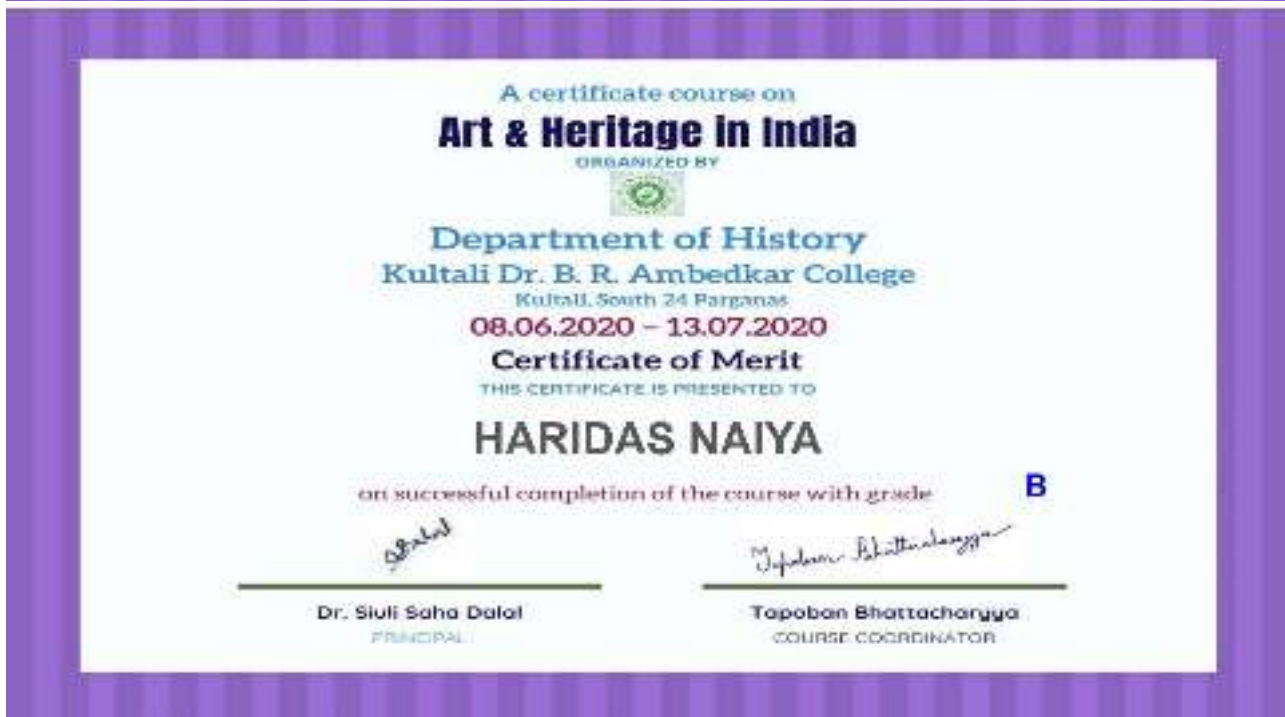 A certificate course on
Art & Heritage in India
ORGANIZED BY
Department of History
Kultali Dr. B. R. Ambedkar College
Kultali, South 24 Parganas
08.06.2020 – 13.07.2020
Certificate of Merit
THIS CERTIFICATE IS PRESENTED TO
HARIDAS NAIYA
on successful completion of the course with grade B
Tapoban Bhattacharyya
Dr. Siuli Saha Dalal Tapoban Bhattacharyya
PRINCIPAL COURSE COORDINATOR